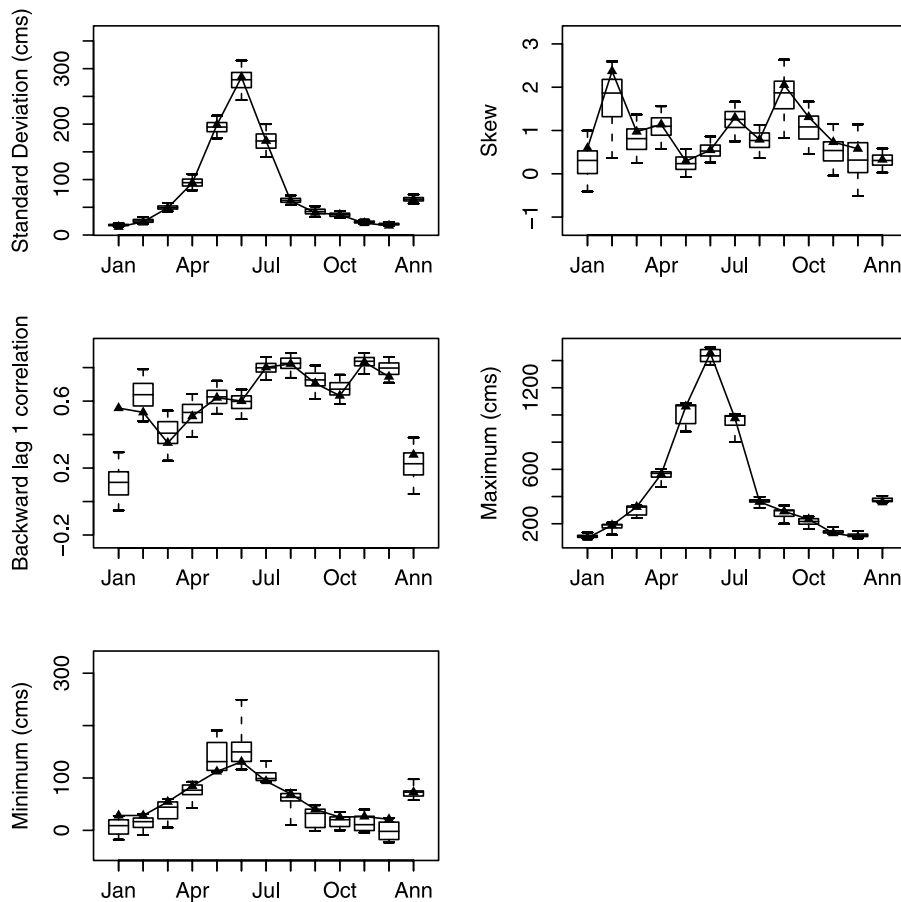 Standard Deviation (cms)
0 100 200 300
Jan Apr Jul Oct Ann
Skew
−1 0 1 2 3
Jan Apr Jul Oct Ann
Backward lag 1 correlation
−0.2 0.2 0.6
Jan Apr Jul Oct Ann
Maximum (cms)
200 600 1200
Jan Apr Jul Oct Ann
Minimum (cms)
0 100 300
Jan Apr Jul Oct Ann